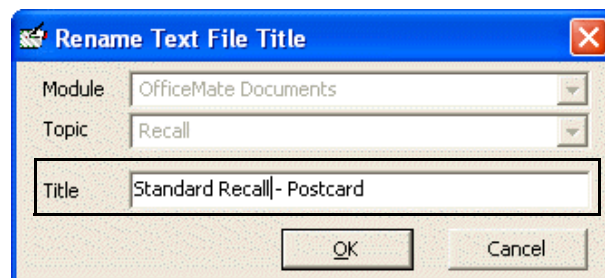 Rename Text File Title
Module OfficeMate Documents
Topic Recall
Title Standard Recall - Postcard
OK Cancel